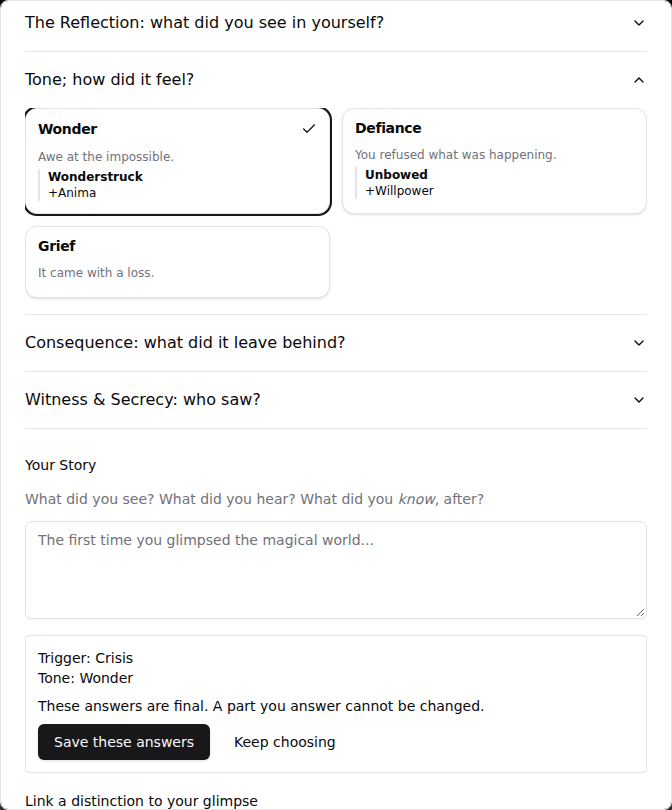 The Reflection: what did you see in yourself?
Tone; how did it feel?
Wonder
Awe at the impossible.
Wonderstruck
+Anima
Defiance
You refused what was happening.
Unbowed
+Willpower
Grief
It came with a loss.
Consequence: what did it leave behind?
Witness & Secrecy: who saw?
Your Story
What did you see? What did you hear? What did you know, after?
The first time you glimpsed the magical world...
Trigger: Crisis
Tone: Wonder
These answers are final. A part you answer cannot be changed.
Save these answers
Keep choosing
Link a distinction to your glimpse